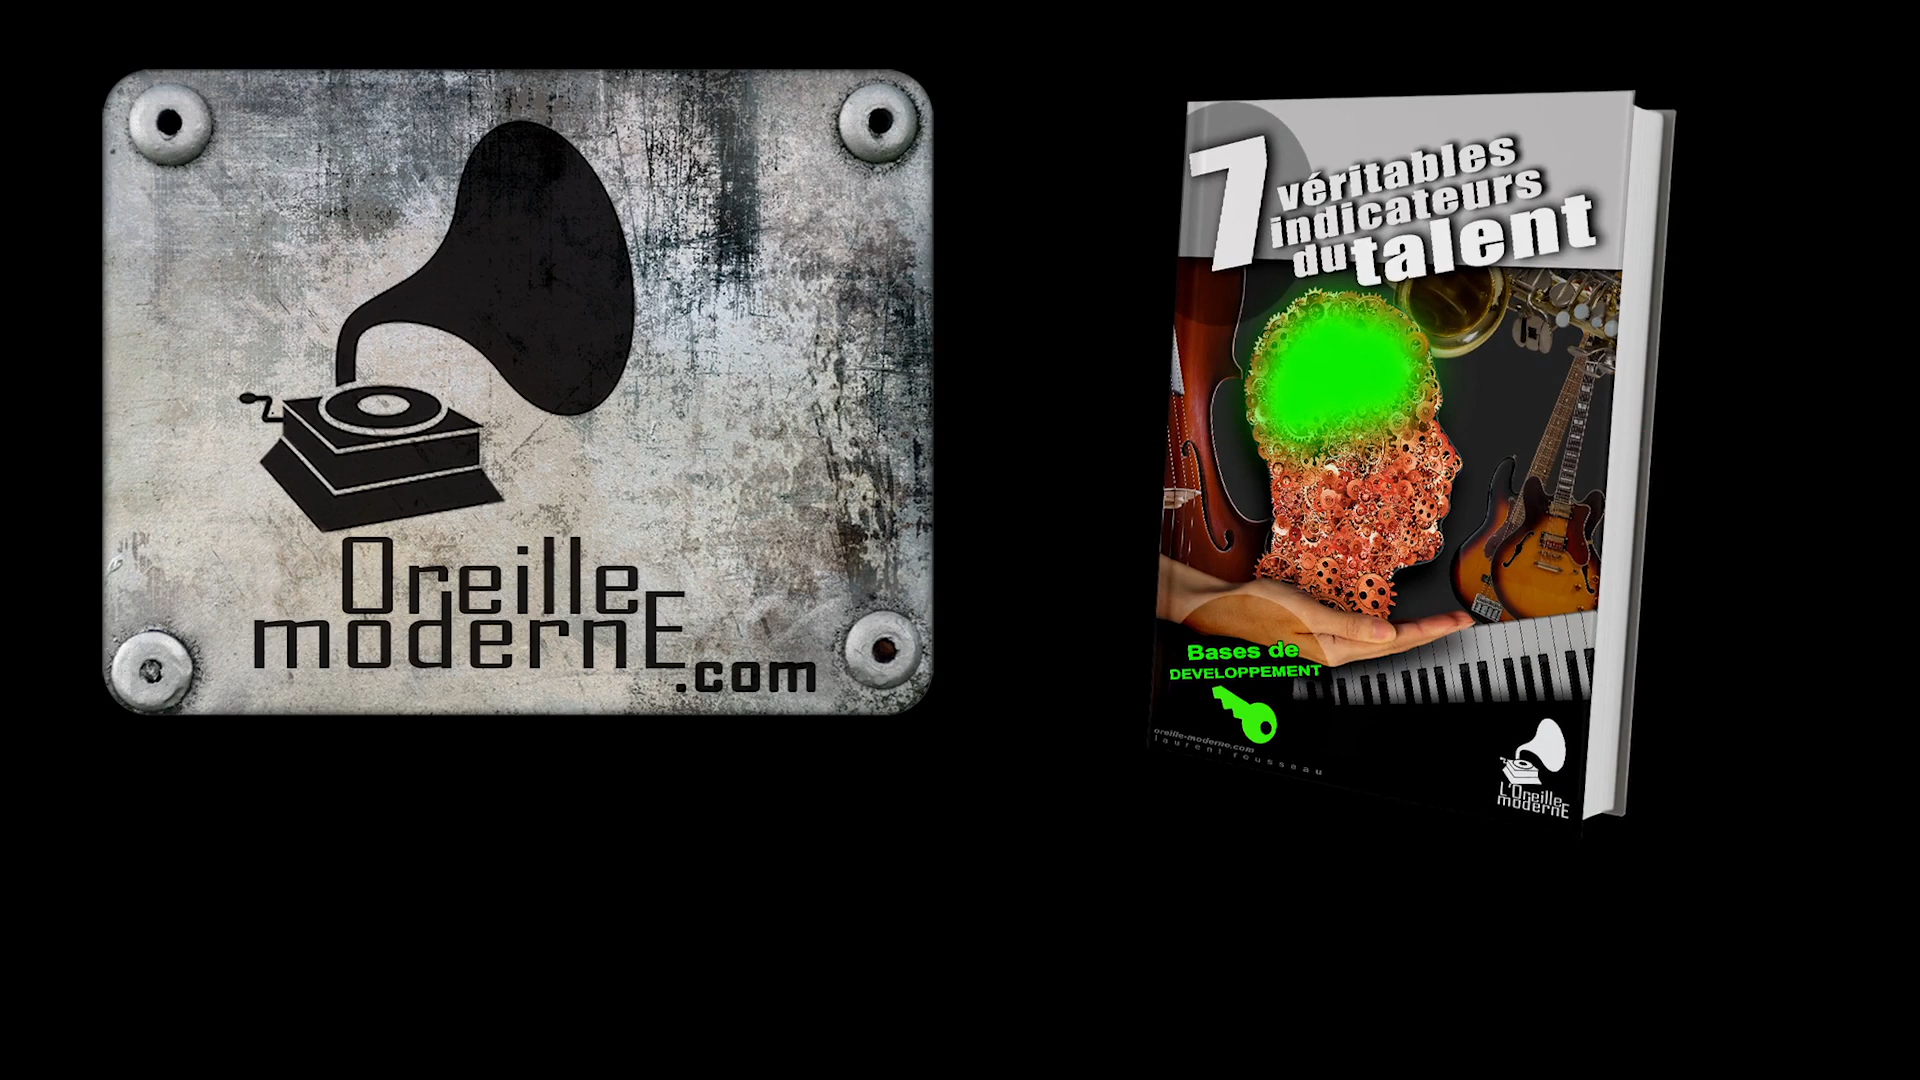 Oreille
modernE
.com
7 véritables
indicateurs
du talent
Bases de
DEVELOPPEMENT
oreille-moderne.com
laurent rousseau
L'Oreille
modernE